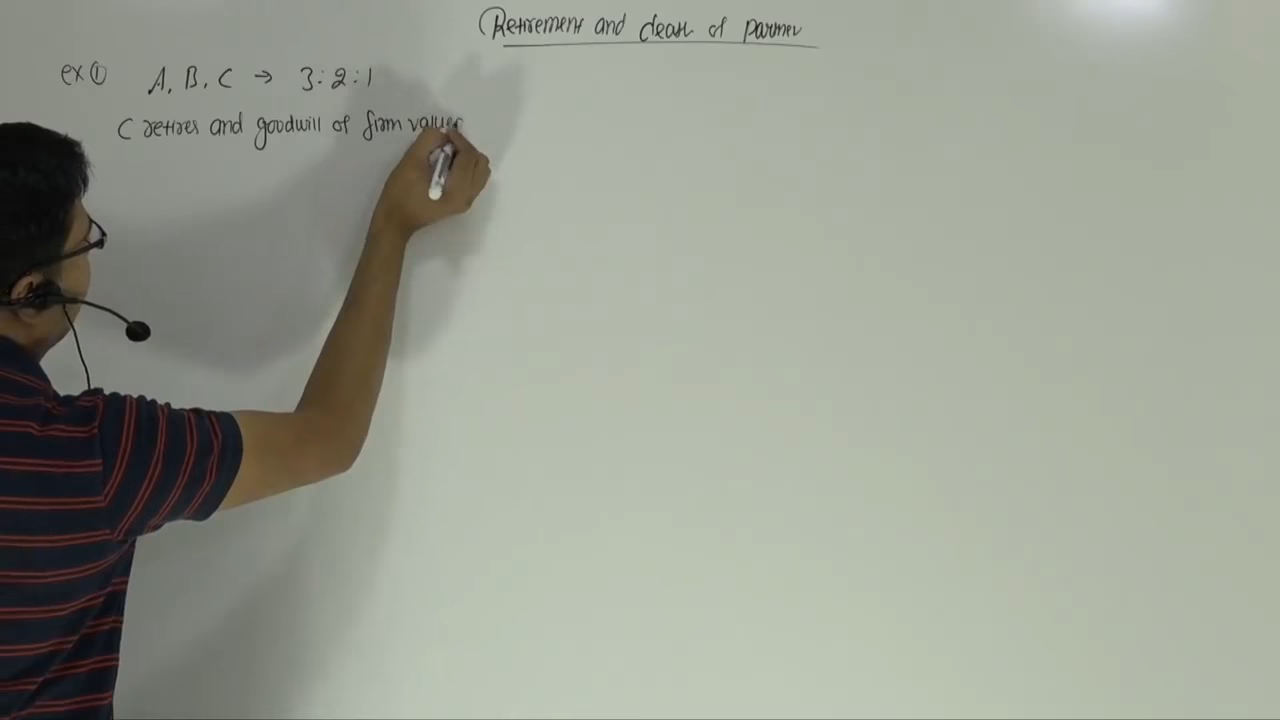 Retirement and death of partner
ex ① A, B, C → 3:2:1
C retires and goodwill of firm value